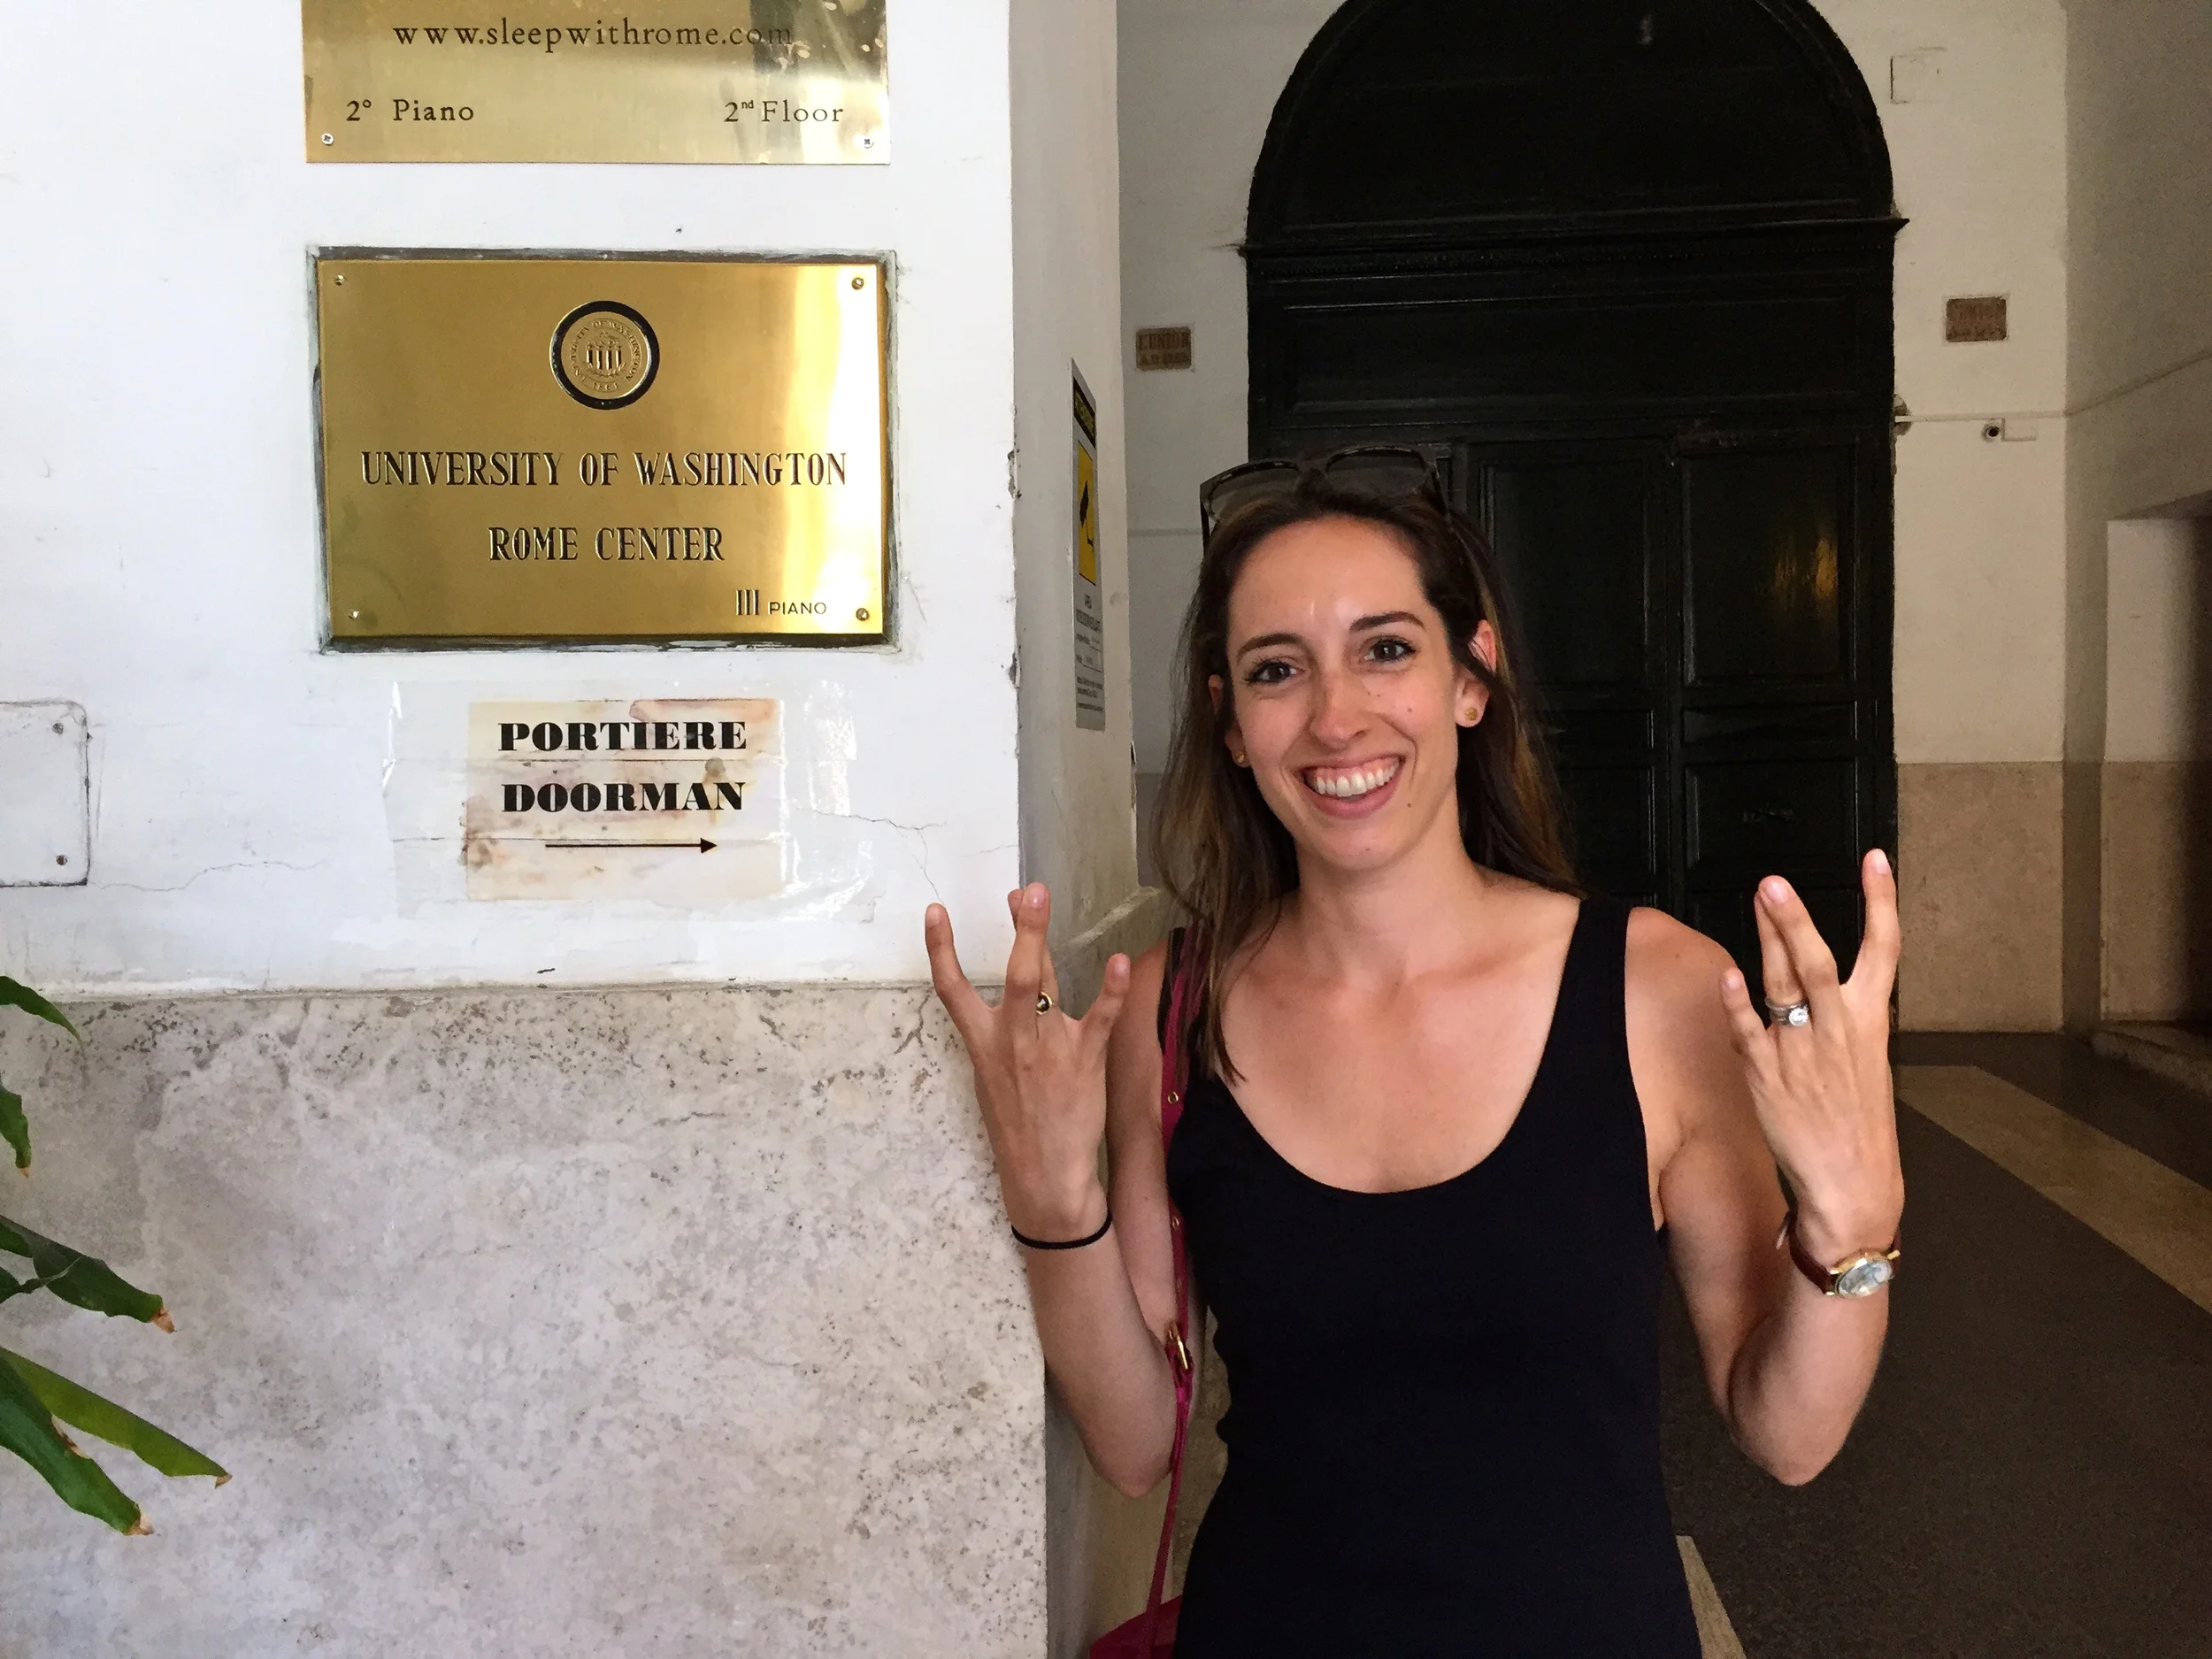 www.sleepwithrome.com
2° Piano 2nd Floor
UNIVERSITY OF WASHINGTON
ROME CENTER
III PIANO
PORTIERE
DOORMAN